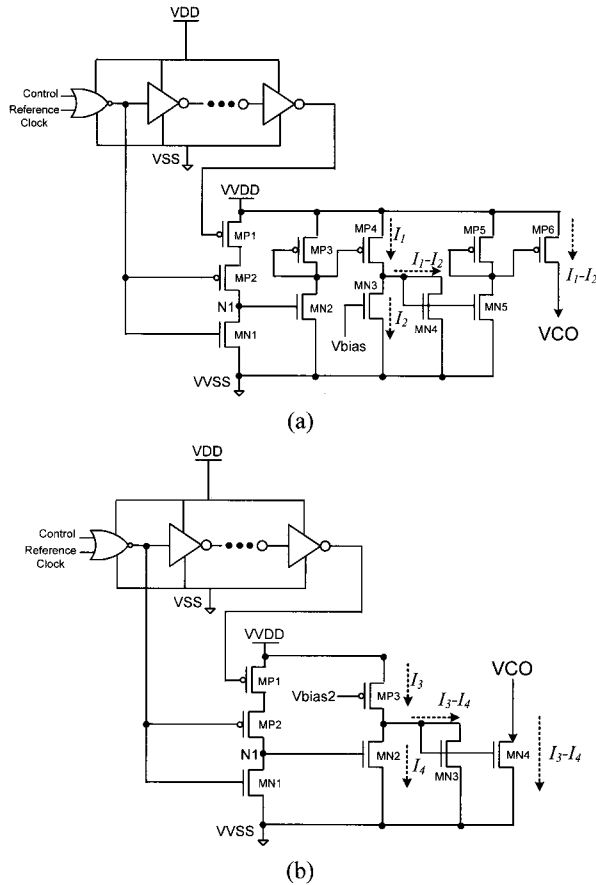 VDD
Control
Reference
Clock
VSS
VVDD
MP1
MP3
MP4
I1
MP5
MP6
I1-I2
I1-I2
MP2
N1
MN2
MN3
I2
MN4
MN5
MN1
Vbias
VCO
VVSS
(a)
VDD
Control
Reference
Clock
VSS
VVDD
MP1
Vbias2
MP3
I3
VCO
I3-I4
MP2
N1
MN2
I4
MN3
MN4
I3-I4
MN1
VVSS
(b)